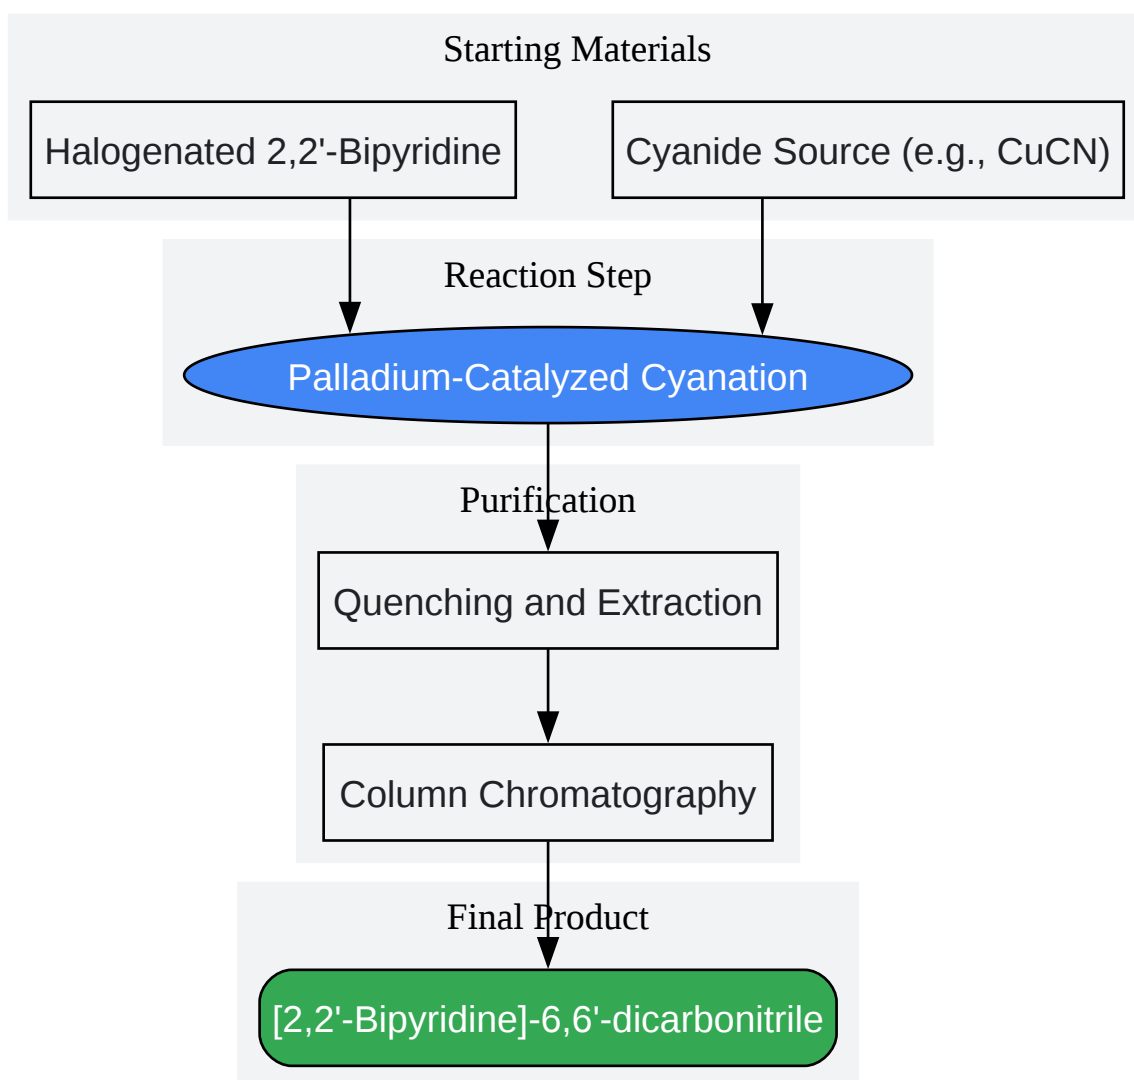 Starting Materials
Halogenated 2,2'-Bipyridine
Cyanide Source (e.g., CuCN)
Reaction Step
Palladium-Catalyzed Cyanation
Purification
Quenching and Extraction
Column Chromatography
Final Product
[2,2'-Bipyridine]-6,6'-dicarbonitrile